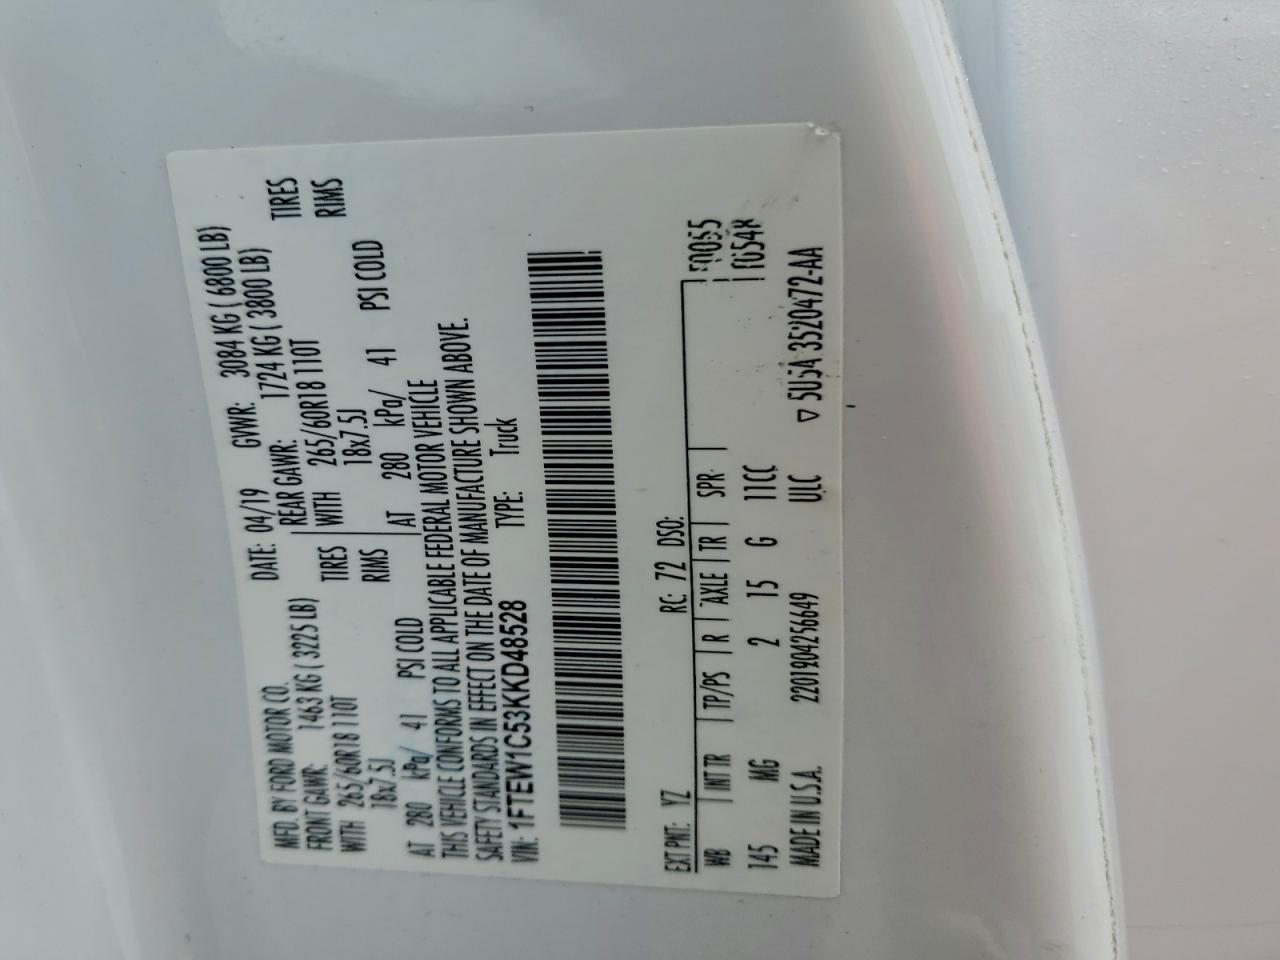 MFD. BY FORD MOTOR CO. DATE: 04/19 GVWR: 3084 KG ( 6800 LB)
FRONT GAWR: 1463 KG ( 3225 LB) REAR GAWR: 1724 KG ( 3800 LB)
WITH 265/60R18 110T TIRES WITH 265/60R18 110T TIRES
18x7.5J RIMS 18x7.5J RIMS
AT 280 kPa/ 41 PSI COLD AT 280 kPa/ 41 PSI COLD
THIS VEHICLE CONFORMS TO ALL APPLICABLE FEDERAL MOTOR VEHICLE
SAFETY STANDARDS IN EFFECT ON THE DATE OF MANUFACTURE SHOWN ABOVE.
VIN: 1FTEW1C53KKD48528 TYPE: Truck
EXT PNT: YZ RC: 72 DSO:
WB INT TR TP/PS R AXLE TR SPR
145 MG 2 15 G 11CC
MADE IN U.S.A. 2201904256649 ULC ▽ 5U5A 3520472-AA